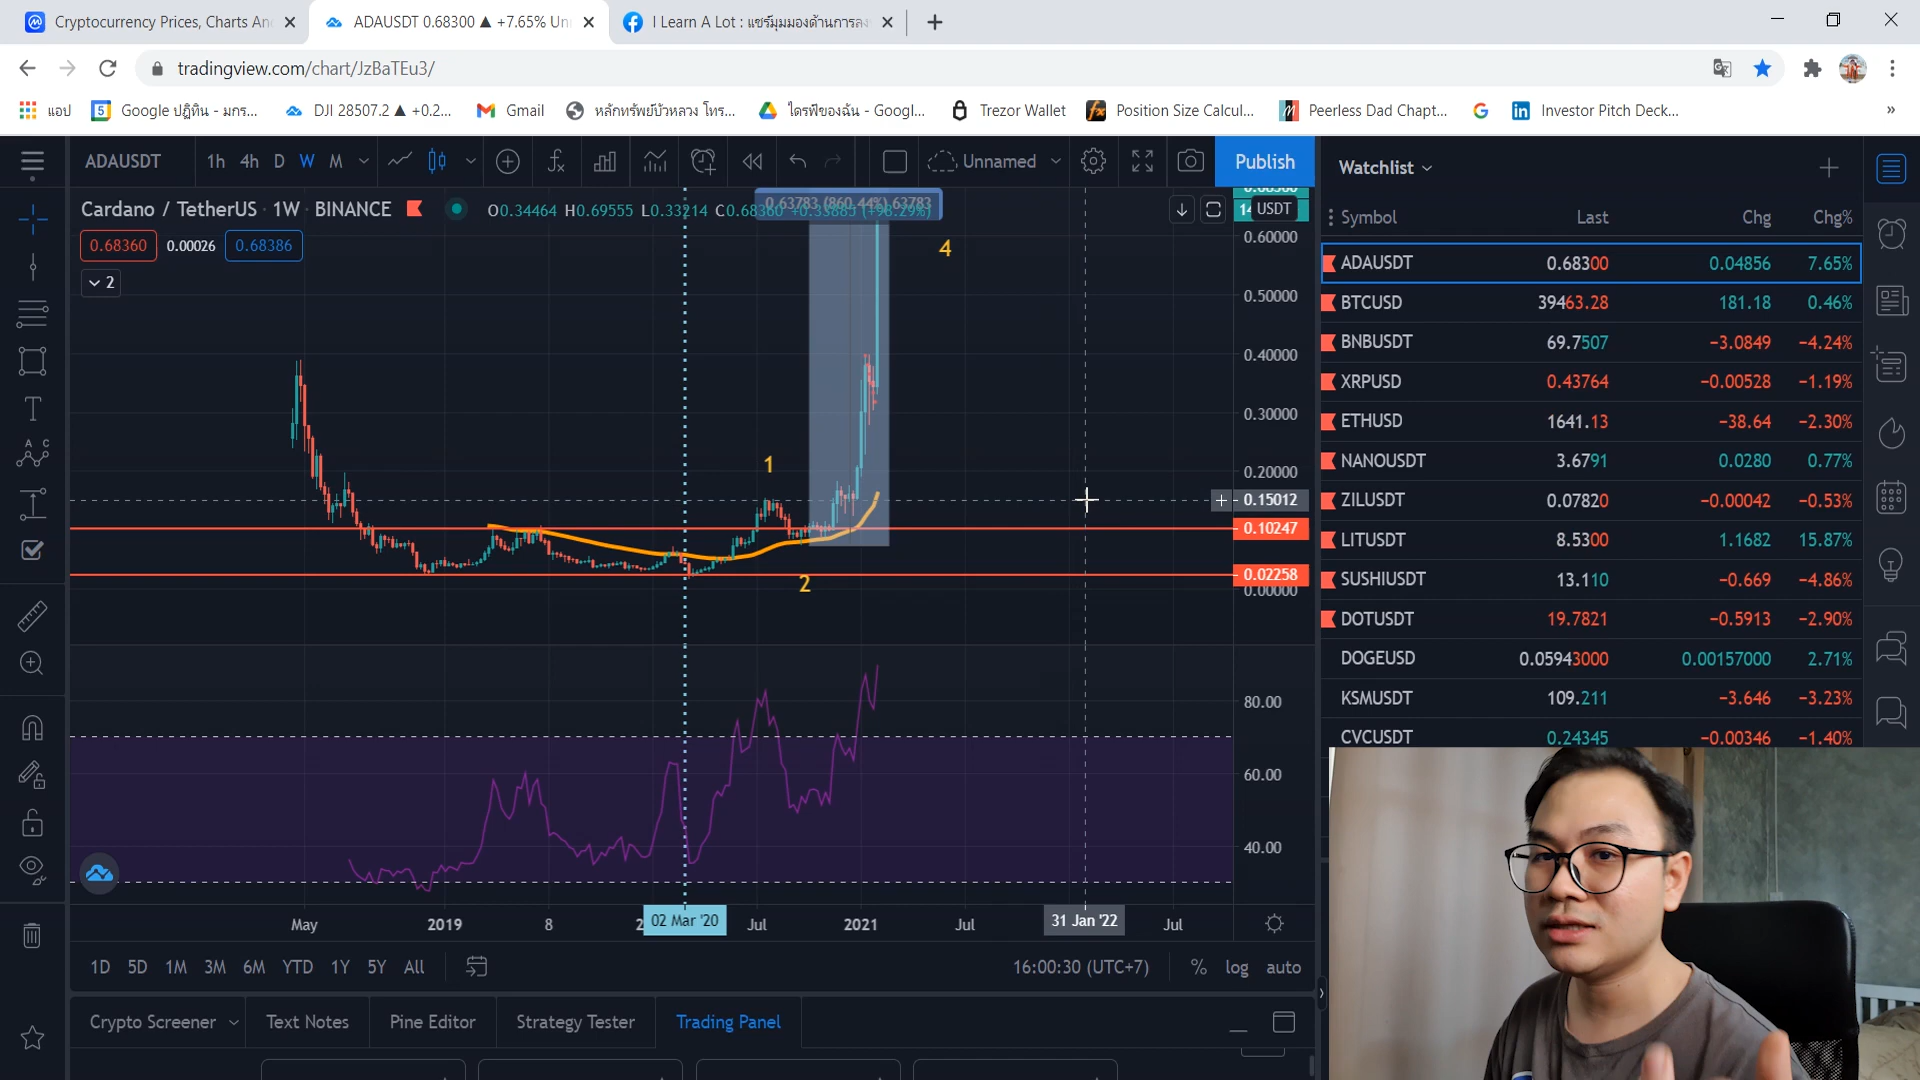 Cryptocurrency Prices, Charts An
ADAUSDT 0.68300 ▲ +7.65% Un
I Learn A Lot : แชร์มุมมองด้านการลง
tradingview.com/chart/JzBaTEu3/
แอป
5 Google ปฏิทิน - มกร...
DJI 28507.2 ▲ +0.2...
Gmail
หลักทรัพย์บัวหลวง โทร...
ไดรฟ์ของฉัน - Googl...
Trezor Wallet
Position Size Calcul...
Peerless Dad Chapt...
Investor Pitch Deck...
»
ADAUSDT 1h 4h D W M
Unnamed
Publish
Cardano / TetherUS · 1W · BINANCE O0.34464 H0.69555 L0.33214 C0.68360 +0.33885 (+98.29%)
0.63783 (860.44%) 63783
USDT
0.68360 0.00026 0.68386
2
0.60000
0.50000
0.40000
0.30000
0.20000
0.15012
0.10247
0.02258
0.00000
1
2
4
80.00
60.00
40.00
May 2019 8 02 Mar '20 Jul 2021 Jul 31 Jan '22 Jul
1D 5D 1M 3M 6M YTD 1Y 5Y All
16:00:30 (UTC+7) % log auto
Crypto Screener Text Notes Pine Editor Strategy Tester Trading Panel
Watchlist
Symbol Last Chg Chg%
ADAUSDT 0.68300 0.04856 7.65%
BTCUSD 39463.28 181.18 0.46%
BNBUSDT 69.7507 −3.0849 −4.24%
XRPUSD 0.43764 −0.00528 −1.19%
ETHUSD 1641.13 −38.64 −2.30%
NANOUSDT 3.6791 0.0280 0.77%
ZILUSDT 0.07820 −0.00042 −0.53%
LITUSDT 8.5300 1.1682 15.87%
SUSHIUSDT 13.110 −0.669 −4.86%
DOTUSDT 19.7821 −0.5913 −2.90%
DOGEUSD 0.05943000 0.00157000 2.71%
KSMUSDT 109.211 −3.646 −3.23%
CVCUSDT 0.24345 −0.00346 −1.40%